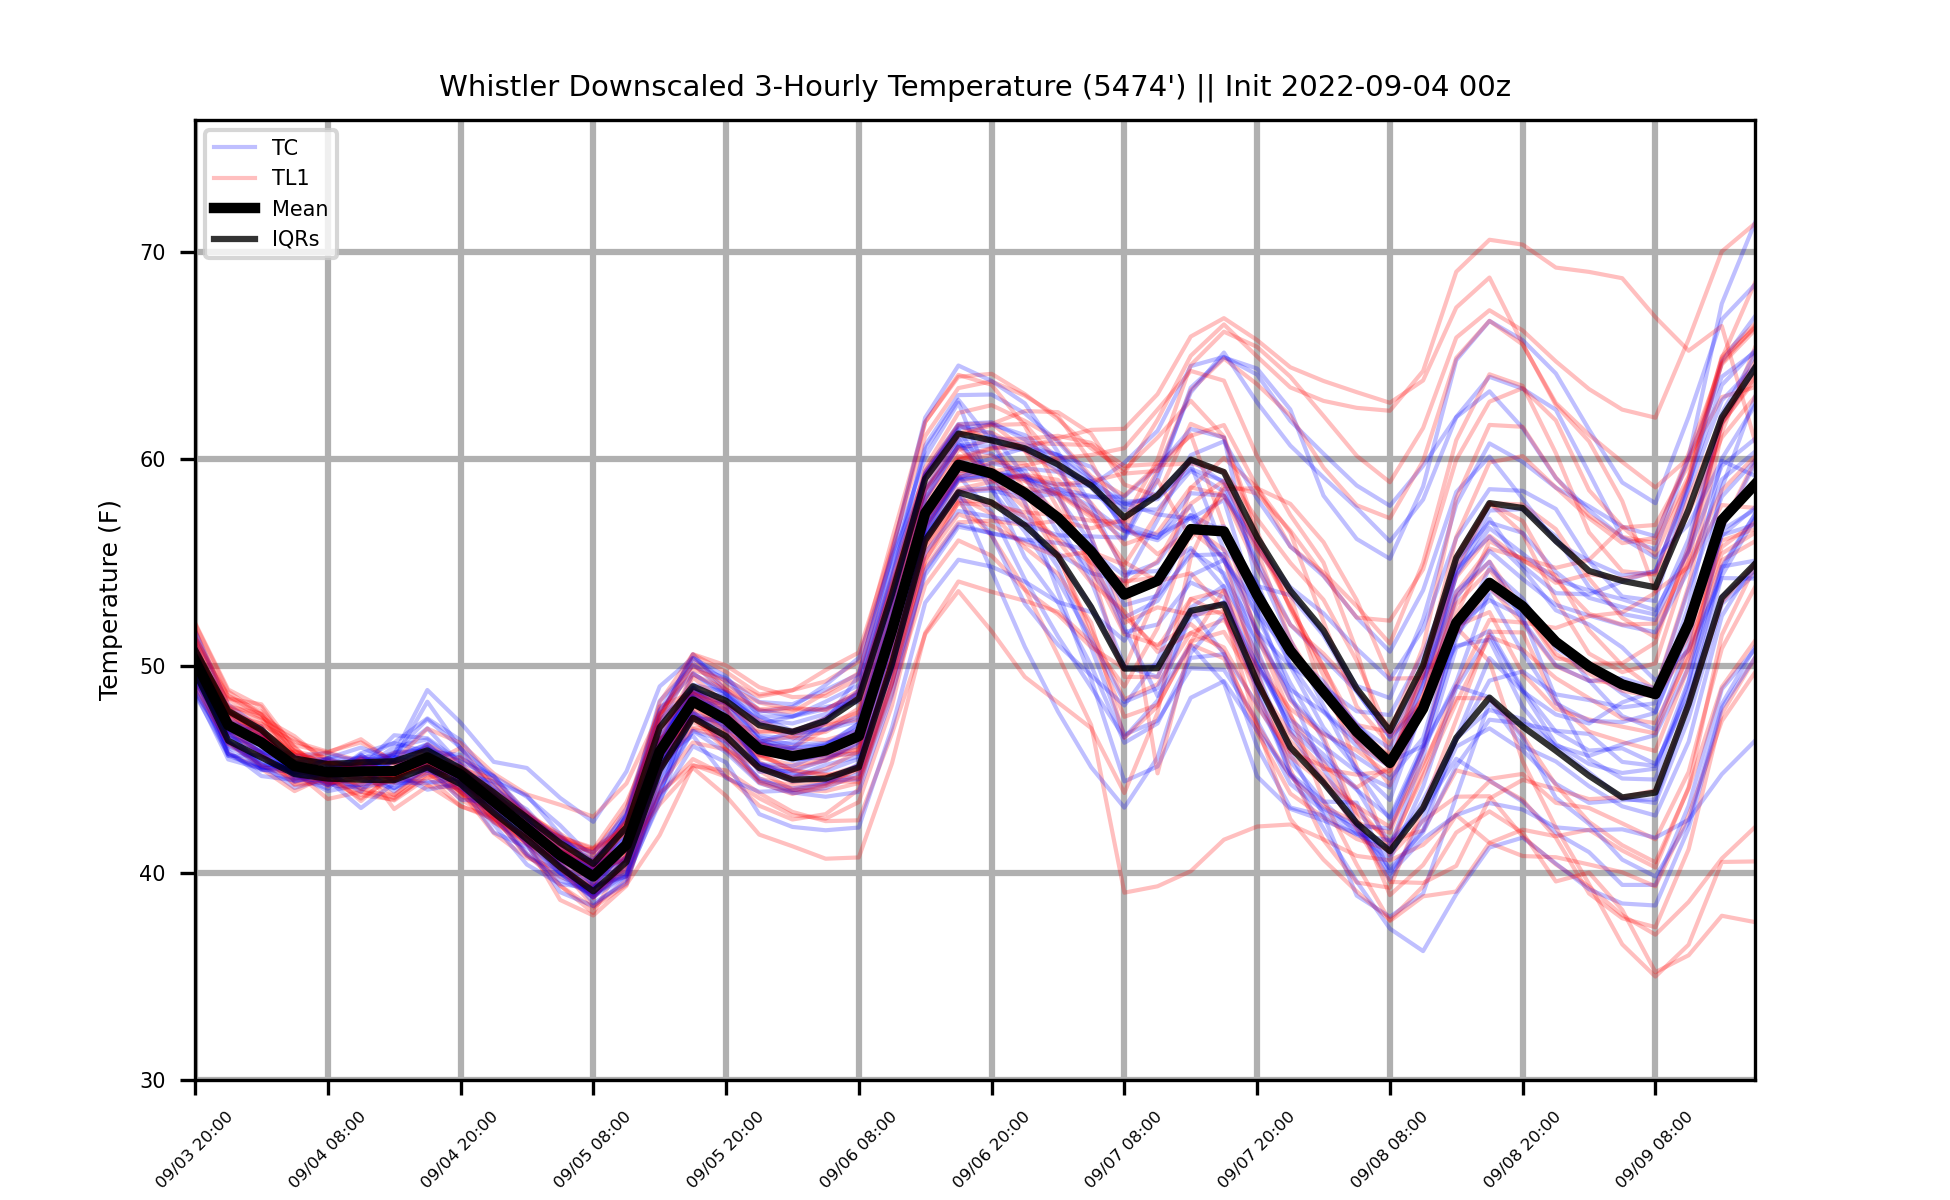 Whistler Downscaled 3-Hourly Temperature (5474') || Init 2022-09-04 00z
TC
TL1
Mean
IQRs
Temperature (F)
70
60
50
40
30
09/03 20:00
09/04 08:00
09/04 20:00
09/05 08:00
09/05 20:00
09/06 08:00
09/06 20:00
09/07 08:00
09/07 20:00
09/08 08:00
09/08 20:00
09/09 08:00